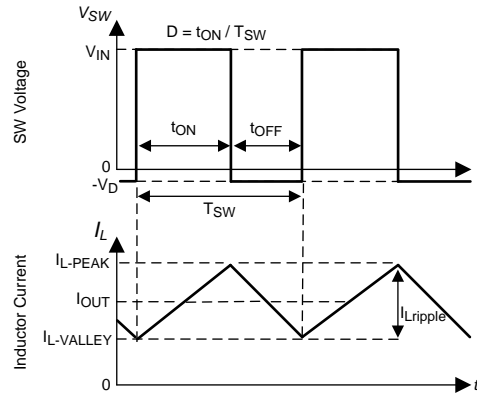 VSW
D = tON / TSW
VIN
SW Voltage
tON
tOFF
0
-VD
TSW
IL
IL-PEAK
Inductor Current
IOUT
ILripple
IL-VALLEY
0
t